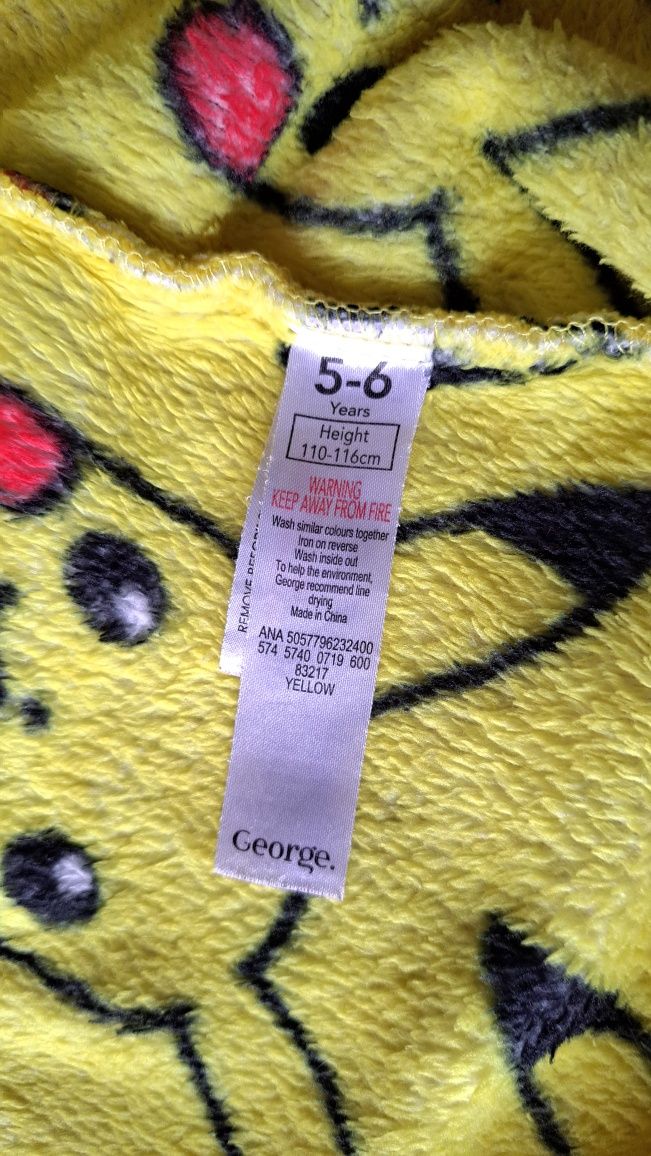 5-6
Years
Height
110-116cm
WARNING
KEEP AWAY FROM FIRE
Wash similar colours together
Iron on reverse
Wash inside out
To help the environment,
George recommend line
drying
Made in China
ANA 5057796232400
574 5740 0719 600
83217
YELLOW
George.
REMOVE